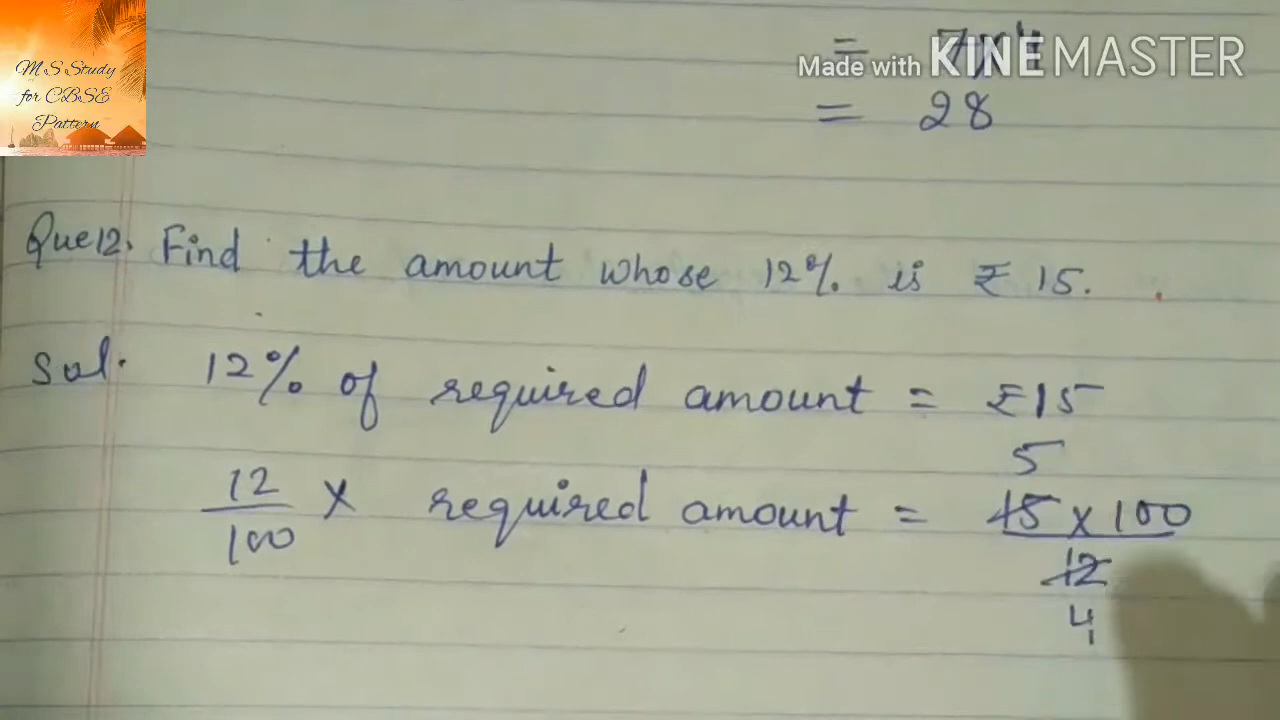 M.S Study
for CBSE
Pattern
= 7x4
Made with KINEMASTER
= 28
Que12. Find the amount whose 12% is ₹ 15.
Sol. 12% of required amount = ₹15
5
12/100 x required amount = 15 x 100
12
4